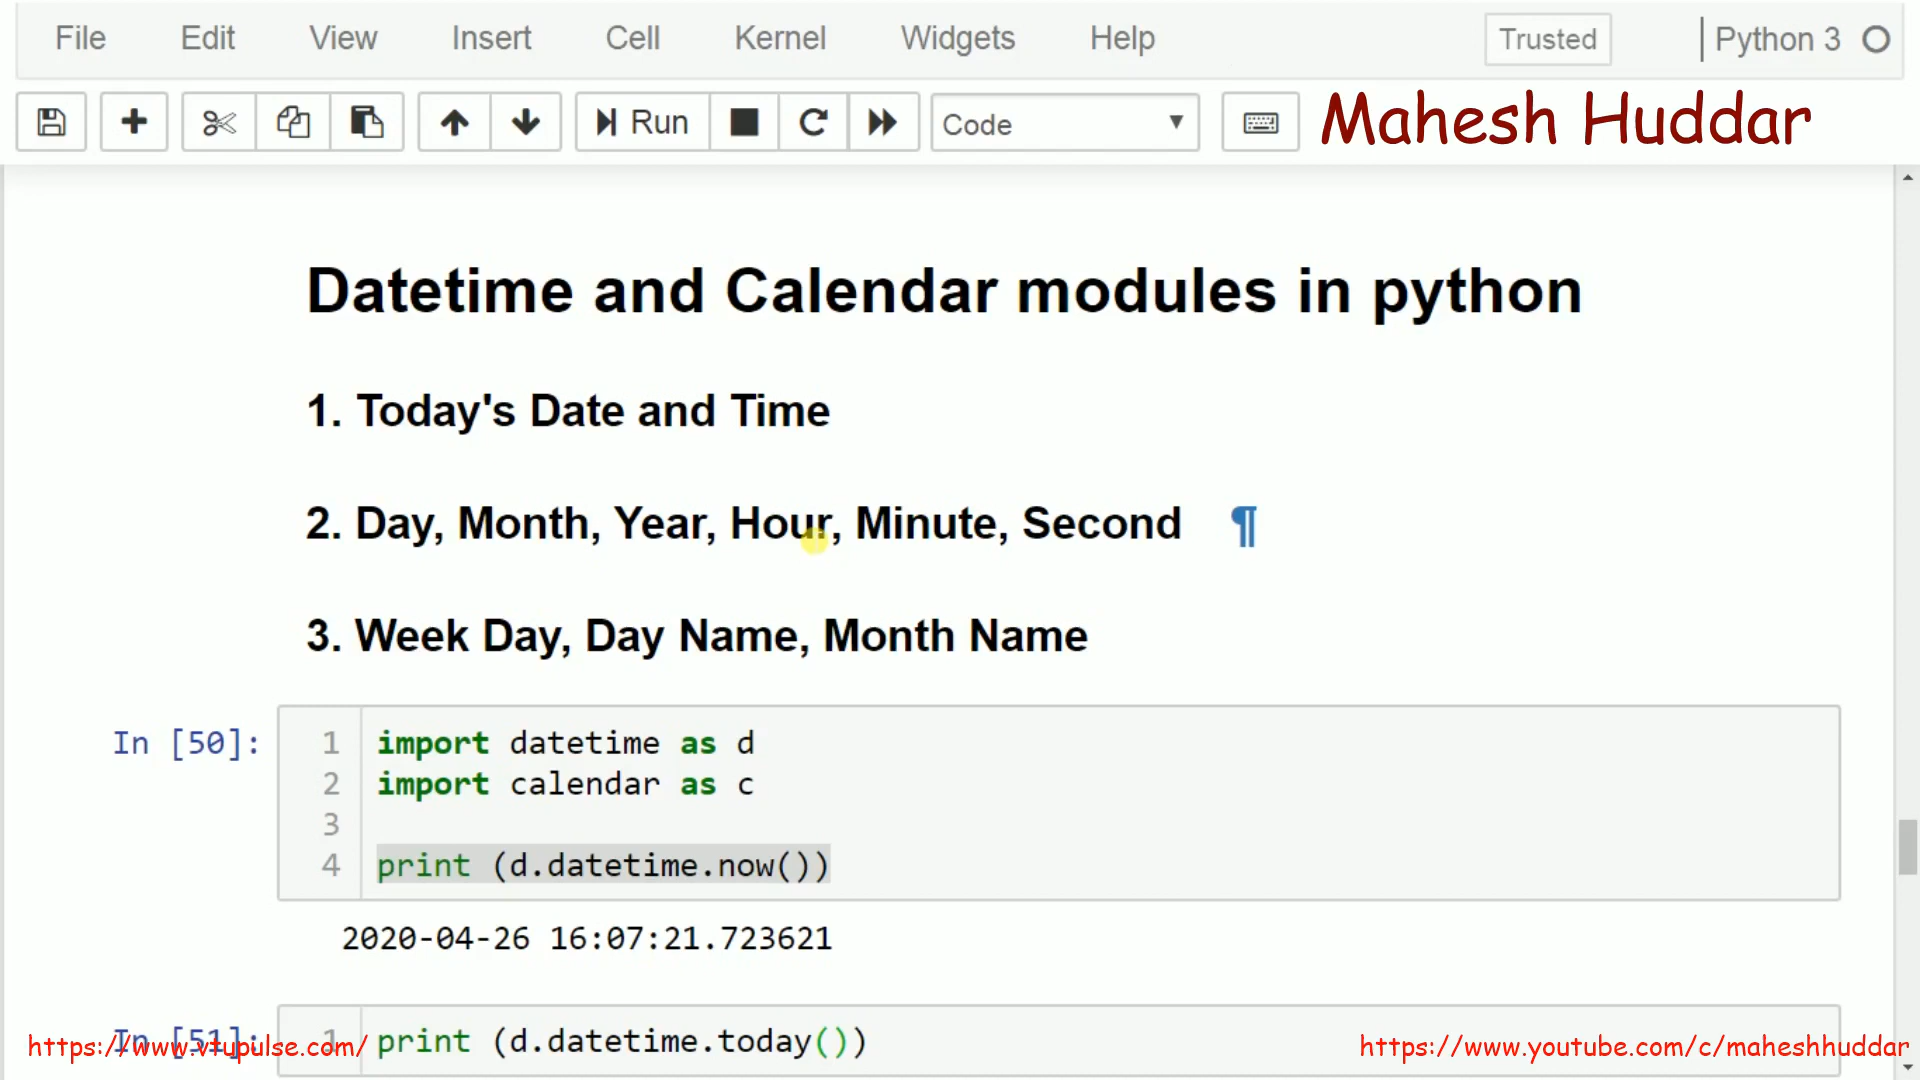 File Edit View Insert Cell Kernel Widgets Help Trusted Python 3
Run Code Mahesh Huddar
Datetime and Calendar modules in python
1. Today's Date and Time
2. Day, Month, Year, Hour, Minute, Second ¶
3. Week Day, Day Name, Month Name
In [50]:
1 import datetime as d
2 import calendar as c
3
4 print (d.datetime.now())
2020-04-26 16:07:21.723621
In [51]: 1 print (d.datetime.today())
https://www.vtupulse.com/ https://www.youtube.com/c/maheshhuddar